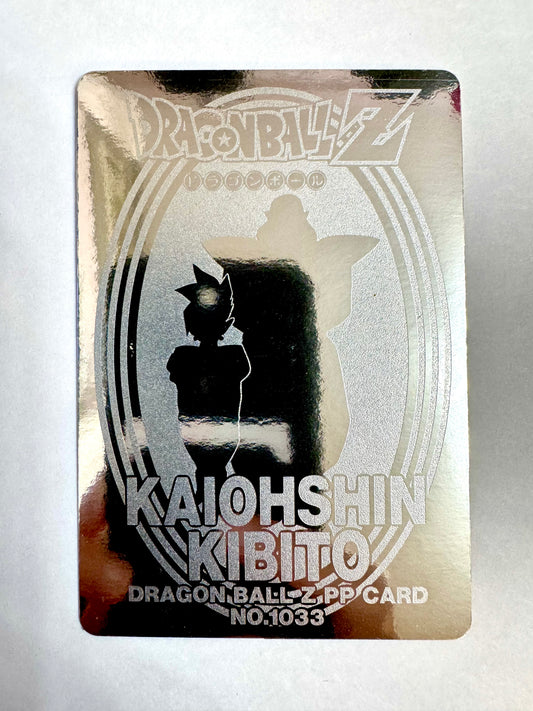 DRAGONBALL Z
ドラゴンボール
KAIOHSHIN
KIBITO
DRAGON BALL Z PP CARD
NO.1033